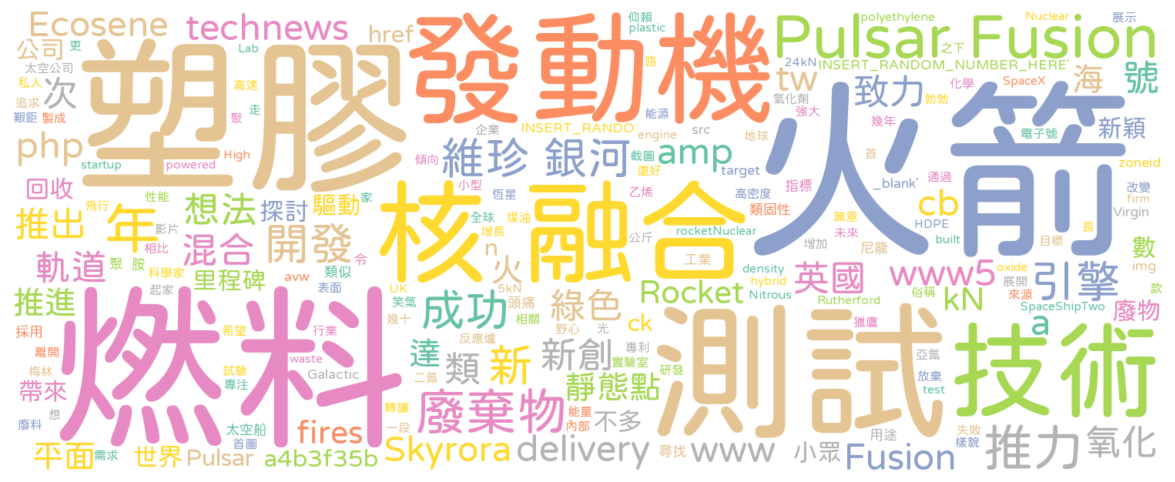 Ecosene
technews
href
發動機
仰賴
plastic
polyethylene
Nuclear
展示
Pulsar Fusion
之下
公司
更
Lab
太空公司
塑膠
高速
私人
次
追求
聚
走
艱鉅
製成
24kN
INSERT_RANDOM_NUMBER_HERE'
tw
化學
SpaceX
海
號
氧化劑
致力
勃勃
能源
強大
php
企業
INSERT_RANDO
engine
src
地球
幾年
電子號
新穎
startup
powered
High
傾向
維珍
銀河
截圖
amp
還好
target
首
_blank'
通過
zoneid
火箭
回收
性能
家
小型
恆星
乙烯
高密度
指標
類固性
cb
HDPE
改變
firm
Virgin
推出
年
飛行
想法
探討
驅動
核融合
全球
煤油
增長
公斤
rocketNuclear
無意
未來
尼龍
built
目標
長
數
影片
混合
開發
n
工業
增加
軌道
聚
胺
相比
科學家
里程碑
類似
令
avw
表面
火
5kN
UK
density
hybrid
英國
www5
oxide
展開
引擎
img
推進
起家
fires
笑氣
頭痛
幾十
成功
相關
綠色
Rocket
Nitrous
Rutherford
kN
來源
俗稱
SpaceShipTwo
款
a
廢物
採用
希望
行業
燃料
野心
光
ck
獵鷹
反應爐
專利
離開
waste
達
類
新
新創
實驗室
測試
亞氮
技術
梅林
試驗
Galactic
二氮
研發
放棄
帶來
專注
靜態點
test
想
轉讓
廢棄物
能量
內部
不多
用途
廢料
太空船
一段
失敗
首圖
fires
樣貌
推力
氧化
平面
需求
世界
Pulsar
a4b3f35b
Skyrora
delivery
尋找
www
小眾
Fusion